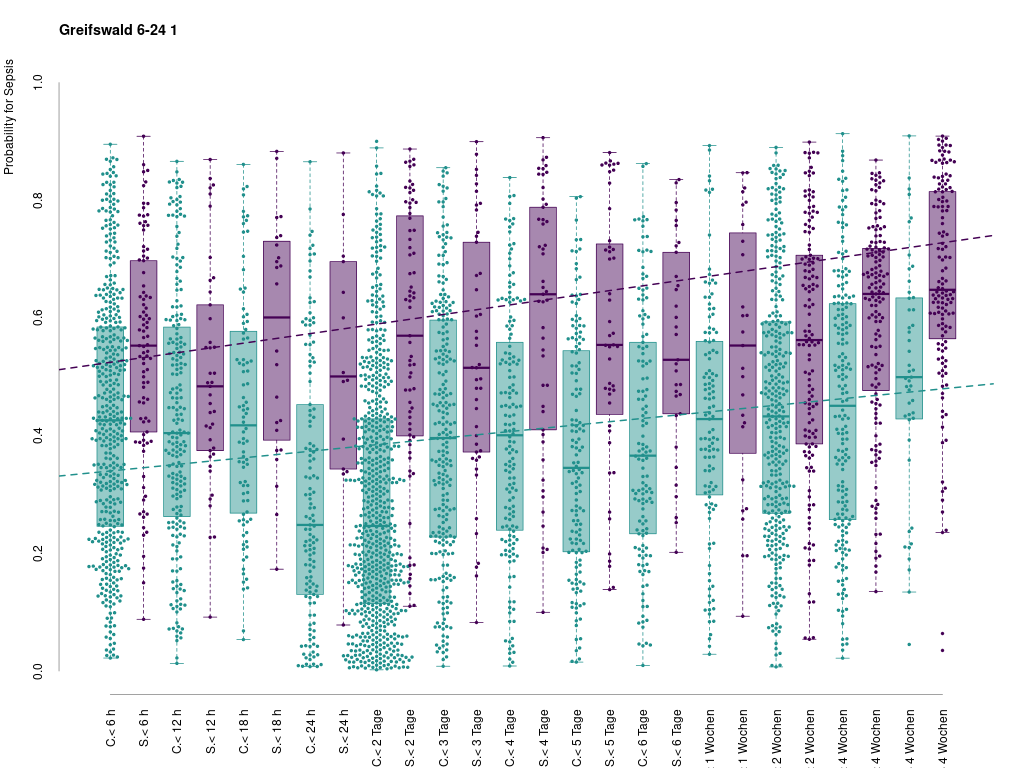 Greifswald 6-24 1
Probability for Sepsis
1.0
0.8
0.6
0.4
0.2
0.0
C.< 6 h
S.< 6 h
C.< 12 h
S.< 12 h
C.< 18 h
S.< 18 h
C.< 24 h
S.< 24 h
C.< 2 Tage
S.< 2 Tage
C.< 3 Tage
S.< 3 Tage
C.< 4 Tage
S.< 4 Tage
C.< 5 Tage
S.< 5 Tage
C.< 6 Tage
S.< 6 Tage
1 Wochen
1 Wochen
2 Wochen
2 Wochen
4 Wochen
4 Wochen
4 Wochen
4 Wochen